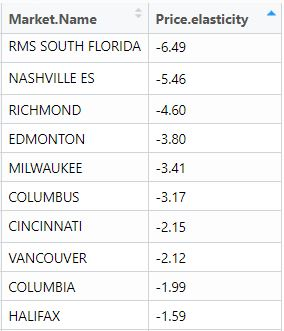 Market.Name Price.elasticity
RMS SOUTH FLORIDA -6.49
NASHVILLE ES -5.46
RICHMOND -4.60
EDMONTON -3.80
MILWAUKEE -3.41
COLUMBUS -3.17
CINCINNATI -2.15
VANCOUVER -2.12
COLUMBIA -1.99
HALIFAX -1.59